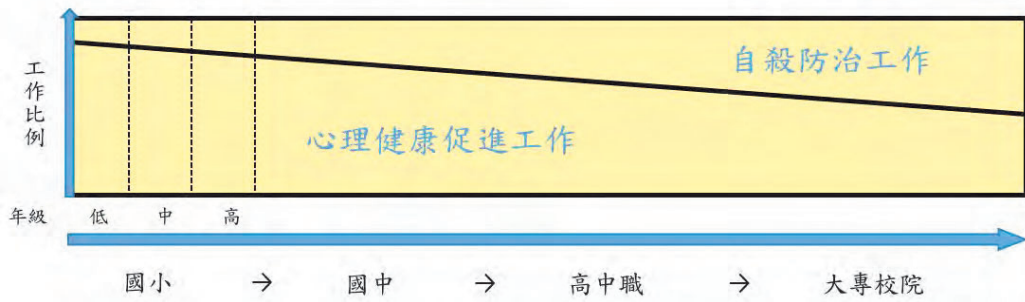 自殺防治工作
工作比例
心理健康促進工作
年級 低 中 高
國小 → 國中 → 高中職 → 大專校院